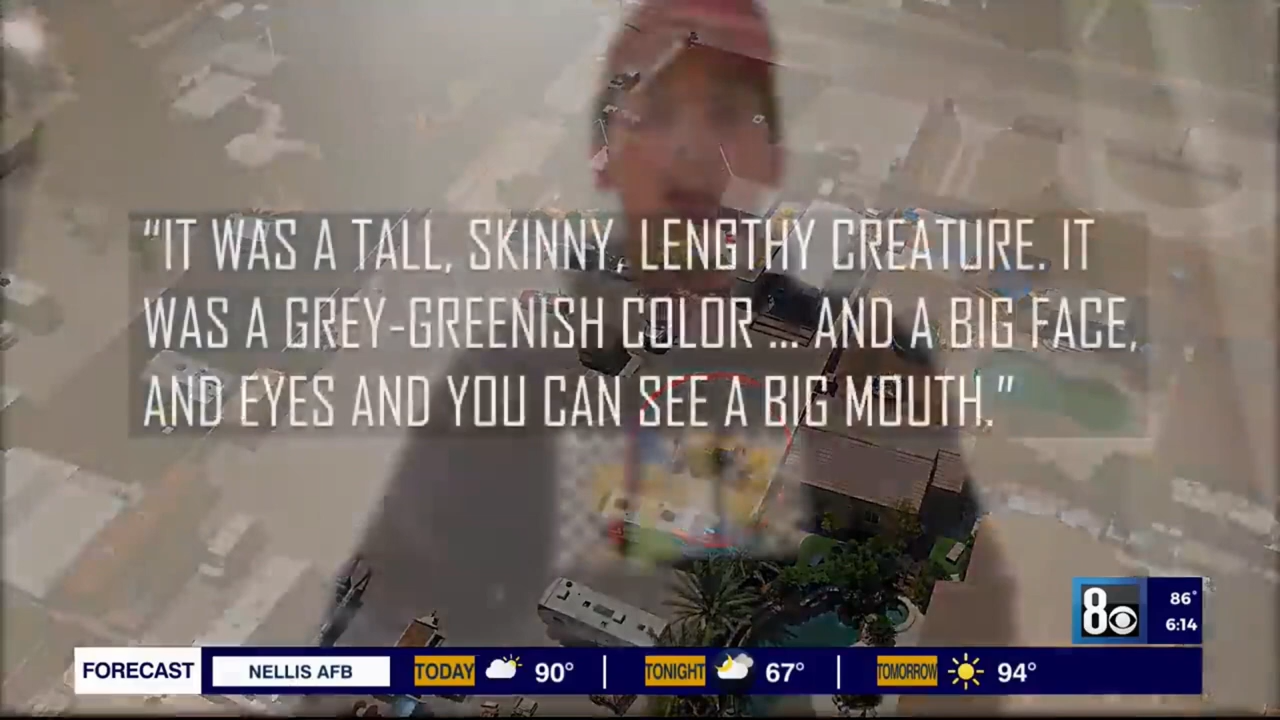 “IT WAS A TALL, SKINNY, LENGTHY CREATURE. IT
WAS A GREY-GREENISH COLOR ... AND A BIG FACE,
AND EYES AND YOU CAN SEE A BIG MOUTH.”
8
86°
6:14
FORECAST NELLIS AFB TODAY 90° TONIGHT 67° TOMORROW 94°